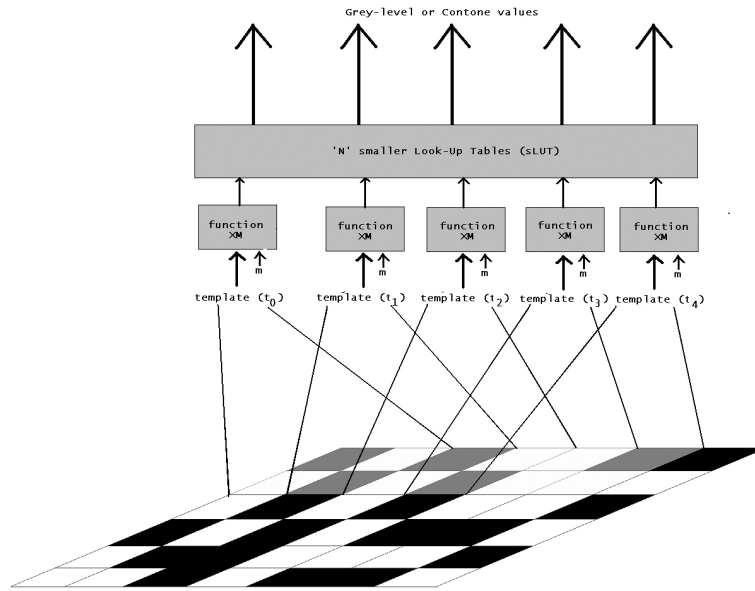 Grey-level or Contone values
'N' smaller Look-Up Tables (sLUT)
function
XM
function
XM
function
XM
function
XM
function
XM
m
m
m
m
m
template (t0)
template (t1)
template (t2)
template (t3)
template (t4)